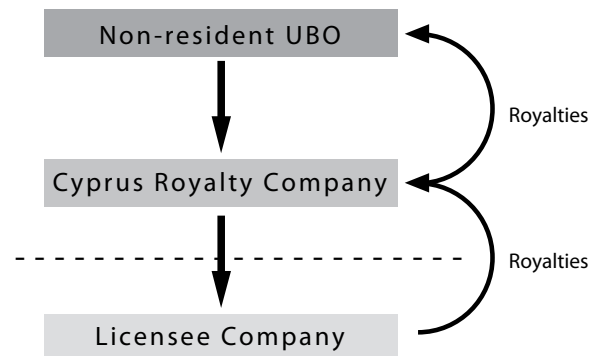 Non-resident UBO
Royalties
Cyprus Royalty Company
Royalties
Licensee Company